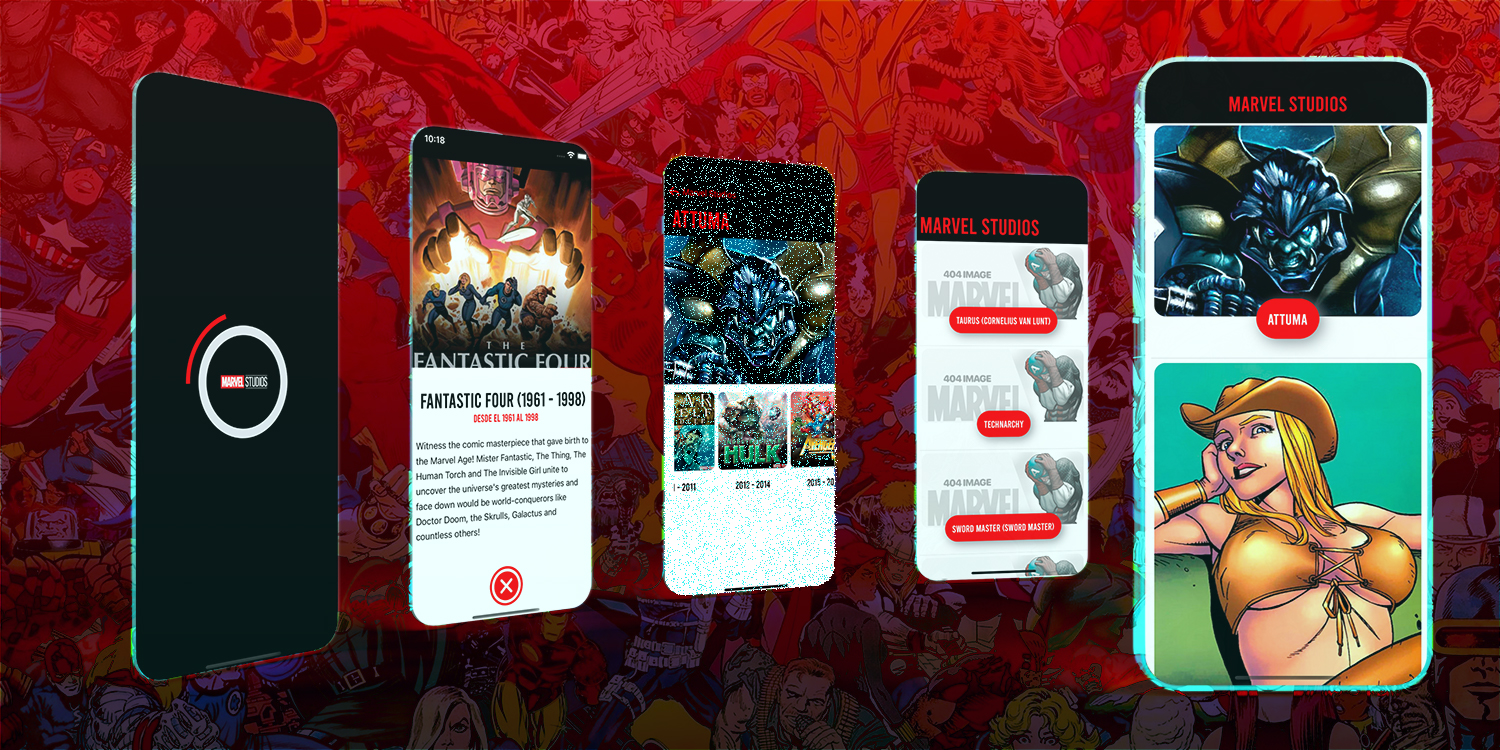 MARVEL STUDIOS
10:18
THE
FANTASTIC FOUR
FANTASTIC FOUR (1961 - 1998)
DESDE EL 1961 AL 1998
Witness the comic masterpiece that gave birth to
the Marvel Age! Mister Fantastic, The Thing, The
Human Torch and The Invisible Girl unite to
uncover the universe's greatest mysteries and
face down would be world-conquerors like
Doctor Doom, the Skrulls, Galactus and
countless others!
ATTUMA
HULK
AVENGERS
- 2011
2012 - 2014
2015 - 20
MARVEL STUDIOS
404 IMAGE
MARVEL
TAURUS (CORNELIUS VAN LUNT)
404 IMAGE
MARVEL
TECHNARCHY
404 IMAGE
MARVEL
SWORD MASTER (SWORD MASTER)
MARVEL STUDIOS
ATTUMA